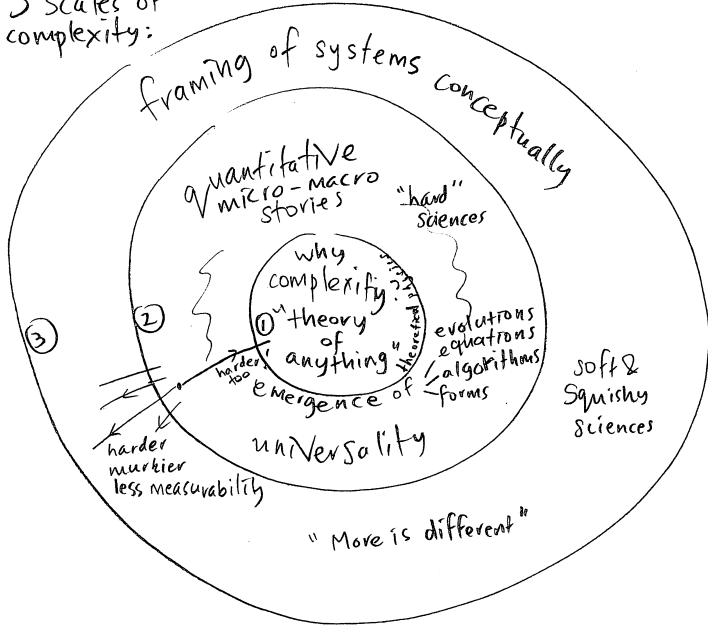 3 scales of
complexity:
framing of systems conceptually
quantitative
micro-macro
stories
"hard"
sciences
why
complexify:
"theory
of
anything"
theoretical physics
①
②
③
harder
too
emergence of
evolutions
equations
algorithms
forms
universality
soft &
squishy
sciences
harder
murkier
less measurability
"More is different"